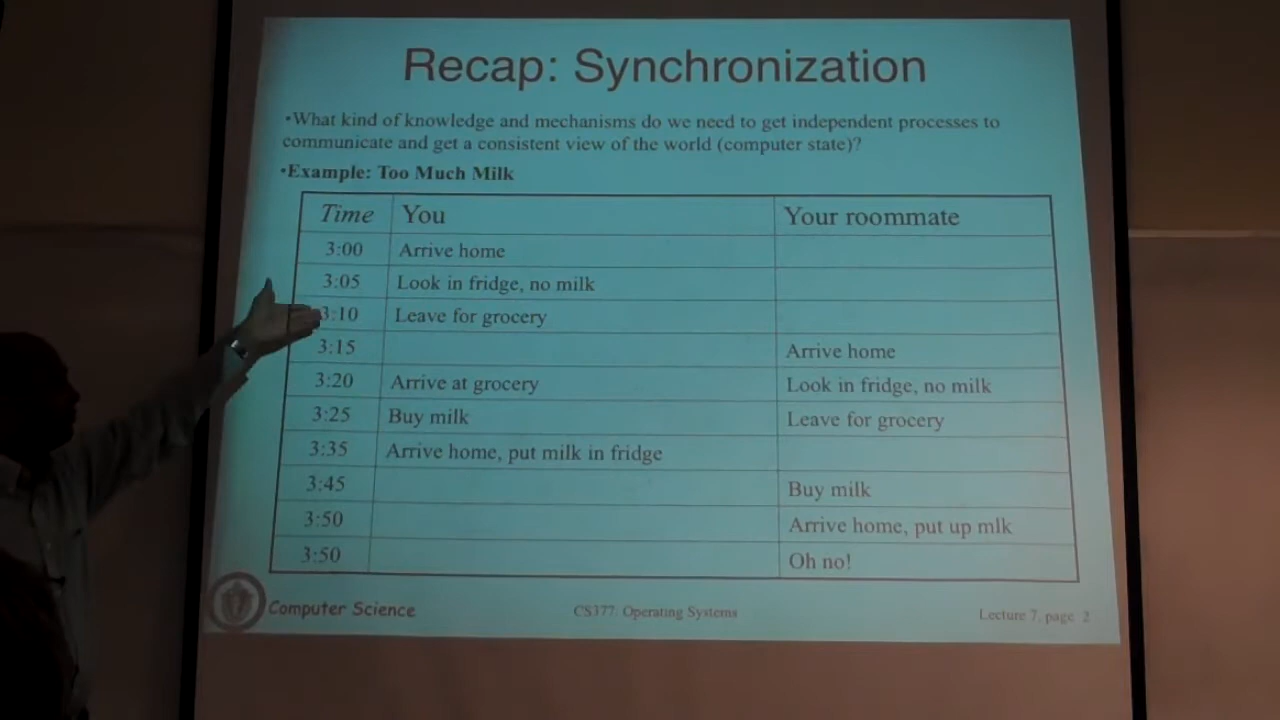 Recap: Synchronization
•What kind of knowledge and mechanisms do we need to get independent processes to
communicate and get a consistent view of the world (computer state)?
•Example: Too Much Milk
Time You Your roommate
3:00 Arrive home
3:05 Look in fridge, no milk
3:10 Leave for grocery
3:15 Arrive home
3:20 Arrive at grocery Look in fridge, no milk
3:25 Buy milk Leave for grocery
3:35 Arrive home, put milk in fridge
3:45 Buy milk
3:50 Arrive home, put up mlk
3:50 Oh no!
Computer Science CS377: Operating Systems Lecture 7, page 2